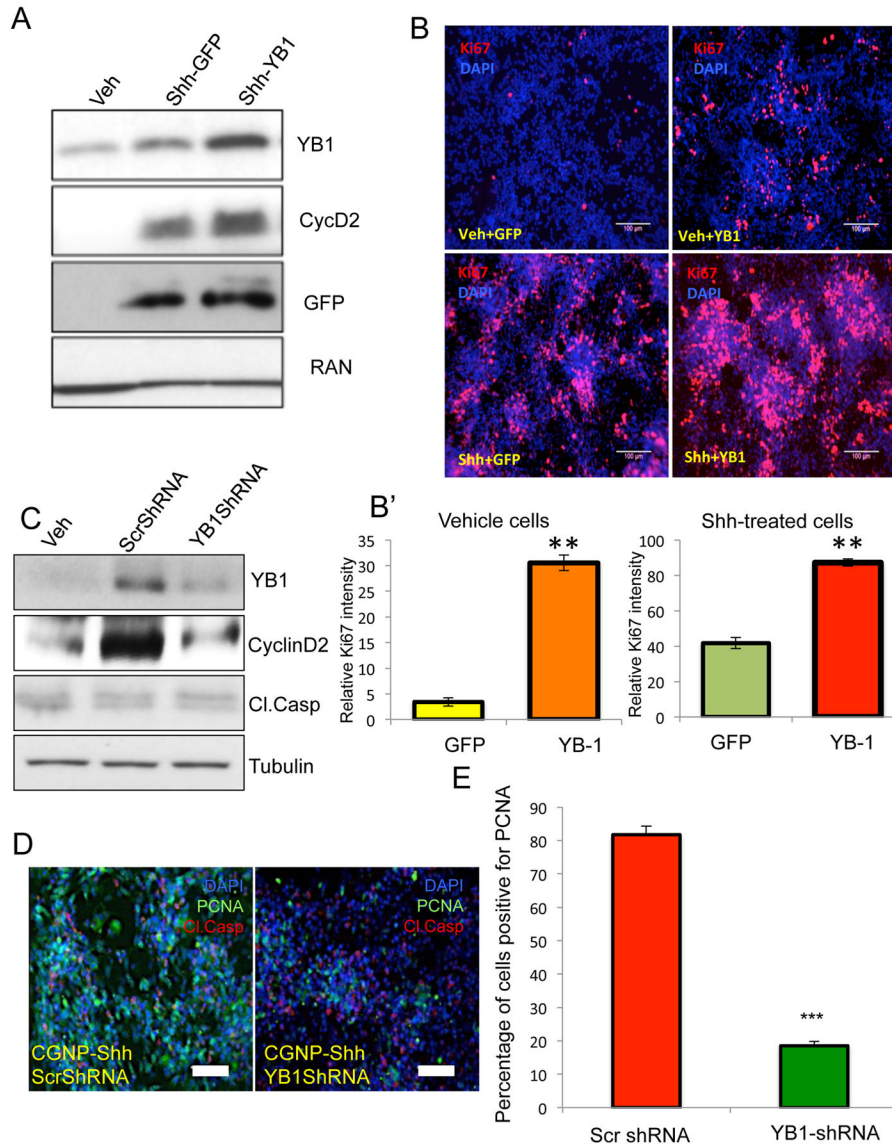 A
Veh
Shh-GFP
Shh-YB1
YB1
CycD2
GFP
RAN
B
Ki67
DAPI
Veh+GFP
100 µm
Ki67
DAPI
Veh+YB1
100 µm
Ki67
DAPI
Shh+GFP
100 µm
Ki67
DAPI
Shh+YB1
100 µm
C
Veh
ScrShRNA
YB1ShRNA
YB1
CyclinD2
Cl.Casp
Tubulin
B'
Vehicle cells
Relative Ki67 intensity
35
30
25
20
15
10
5
0
**
GFP
YB-1
Shh-treated cells
Relative Ki67 intensity
100
80
60
40
20
0
**
GFP
YB-1
D
DAPI
PCNA
Cl.Casp
CGNP-Shh
ScrShRNA
DAPI
PCNA
Cl.Casp
CGNP-Shh
YB1ShRNA
E
Percentage of cells positive for PCNA
90
80
70
60
50
40
30
20
10
0
***
Scr shRNA
YB1-shRNA